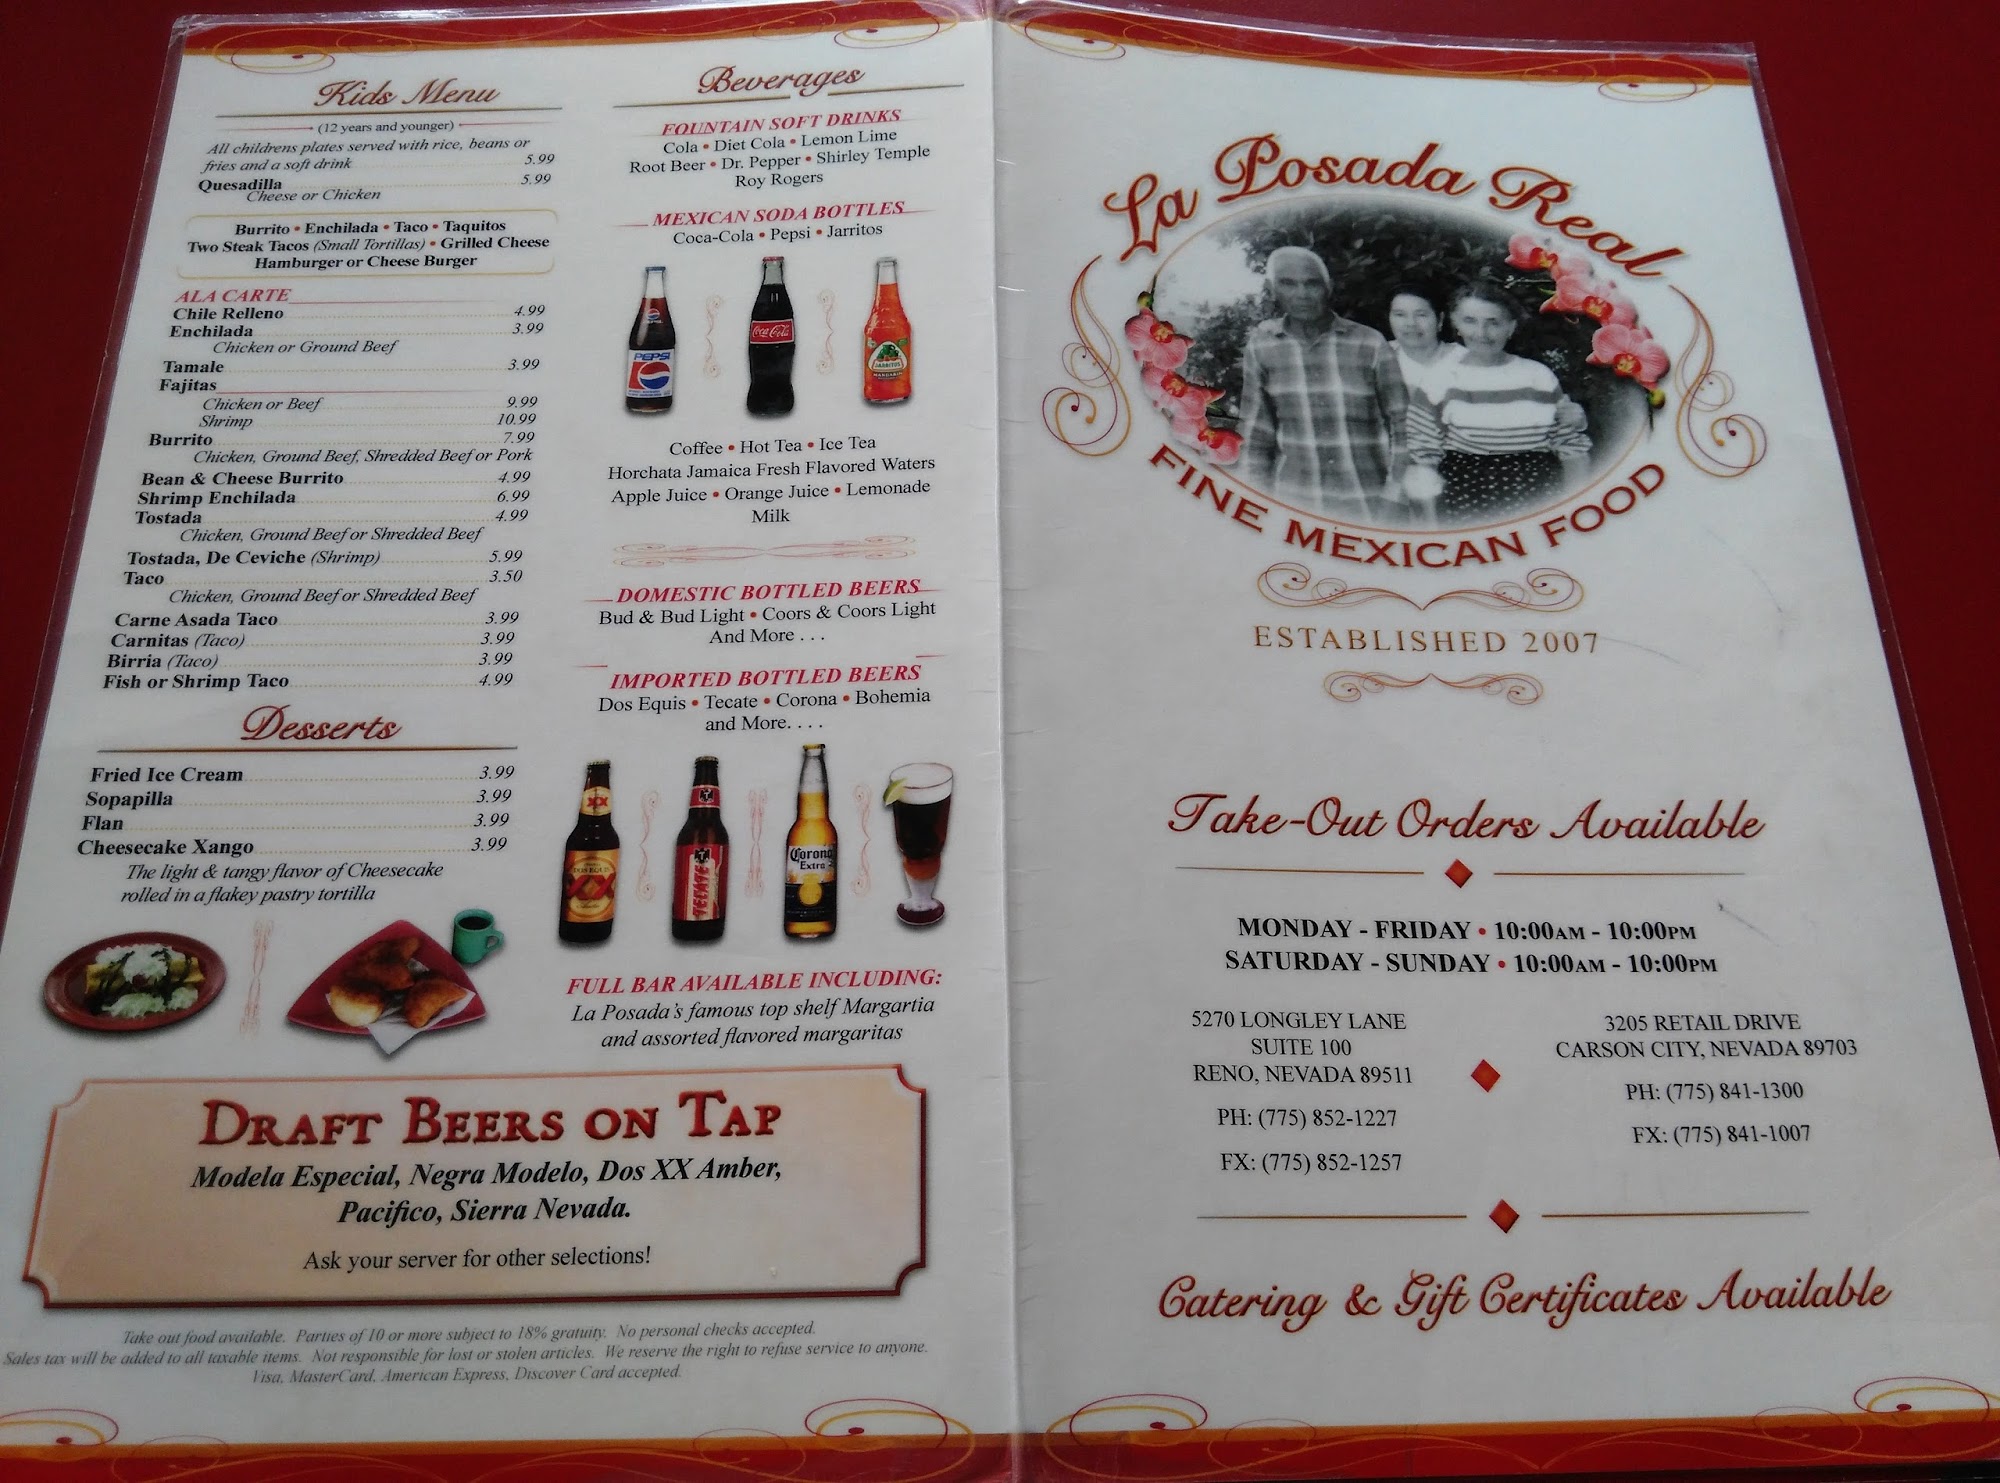 Kids Menu
(12 years and younger)
All childrens plates served with rice, beans or
fries and a soft drink 5.99
Quesadilla 5.99
Cheese or Chicken
Burrito • Enchilada • Taco • Taquitos
Two Steak Tacos (Small Tortillas) • Grilled Cheese
Hamburger or Cheese Burger
ALA CARTE
Chile Relleno 4.99
Enchilada 3.99
Chicken or Ground Beef
Tamale 3.99
Fajitas
Chicken or Beef 9.99
Shrimp 10.99
Burrito 7.99
Chicken, Ground Beef, Shredded Beef or Pork
Bean & Cheese Burrito 4.99
Shrimp Enchilada 6.99
Tostada 4.99
Chicken, Ground Beef or Shredded Beef
Tostada, De Ceviche (Shrimp) 5.99
Taco 3.50
Chicken, Ground Beef or Shredded Beef
Carne Asada Taco 3.99
Carnitas (Taco) 3.99
Birria (Taco) 3.99
Fish or Shrimp Taco 4.99
Desserts
Fried Ice Cream 3.99
Sopapilla 3.99
Flan 3.99
Cheesecake Xango 3.99
The light & tangy flavor of Cheesecake
rolled in a flakey pastry tortilla
Beverages
FOUNTAIN SOFT DRINKS
Cola • Diet Cola • Lemon Lime
Root Beer • Dr. Pepper • Shirley Temple
Roy Rogers
MEXICAN SODA BOTTLES
Coca-Cola • Pepsi • Jarritos
PEPSI
Coca-Cola
JARRITOS
MANDARIN
Coffee • Hot Tea • Ice Tea
Horchata Jamaica Fresh Flavored Waters
Apple Juice • Orange Juice • Lemonade
Milk
DOMESTIC BOTTLED BEERS
Bud & Bud Light • Coors & Coors Light
And More . . .
IMPORTED BOTTLED BEERS
Dos Equis • Tecate • Corona • Bohemia
and More. . . .
XX
DOS EQUIS
XX
TECATE
Corona
Extra
FULL BAR AVAILABLE INCLUDING:
La Posada's famous top shelf Margartia
and assorted flavored margaritas
DRAFT BEERS ON TAP
Modela Especial, Negra Modelo, Dos XX Amber,
Pacifico, Sierra Nevada.
Ask your server for other selections!
Take out food available. Parties of 10 or more subject to 18% gratuity. No personal checks accepted.
Sales tax will be added to all taxable items. Not responsible for lost or stolen articles. We reserve the right to refuse service to anyone.
Visa, MasterCard, American Express, Discover Card accepted.
La Posada Real
FINE MEXICAN FOOD
ESTABLISHED 2007
Take-Out Orders Available
MONDAY - FRIDAY • 10:00AM - 10:00PM
SATURDAY - SUNDAY • 10:00AM - 10:00PM
5270 LONGLEY LANE
SUITE 100
RENO, NEVADA 89511
PH: (775) 852-1227
FX: (775) 852-1257
3205 RETAIL DRIVE
CARSON CITY, NEVADA 89703
PH: (775) 841-1300
FX: (775) 841-1007
Catering & Gift Certificates Available